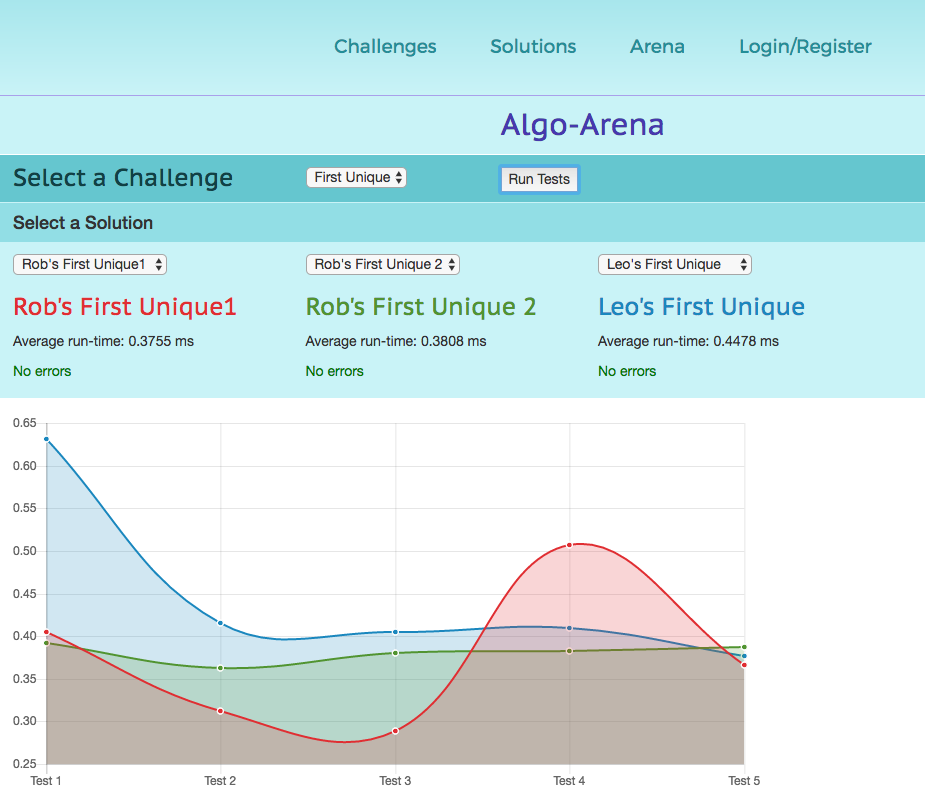 Challenges Solutions Arena Login/Register
Algo-Arena
Select a Challenge First Unique Run Tests
Select a Solution
Rob's First Unique1 Rob's First Unique 2 Leo's First Unique
Rob's First Unique1 Rob's First Unique 2 Leo's First Unique
Average run-time: 0.3755 ms Average run-time: 0.3808 ms Average run-time: 0.4478 ms
No errors No errors No errors
0.65
0.60
0.55
0.50
0.45
0.40
0.35
0.30
0.25
Test 1 Test 2 Test 3 Test 4 Test 5